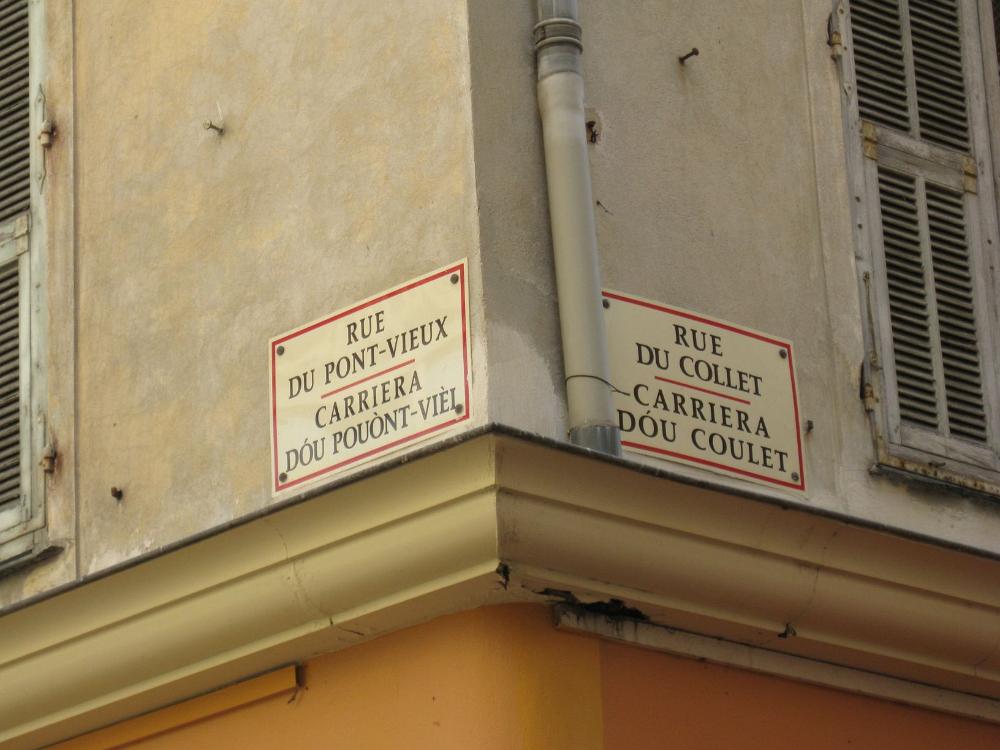 RUE
DU PONT-VIEUX
CARRIERA
DÓU POUÒNT-VIÈL
RUE
DU COLLET
CARRIERA
DÓU COULET